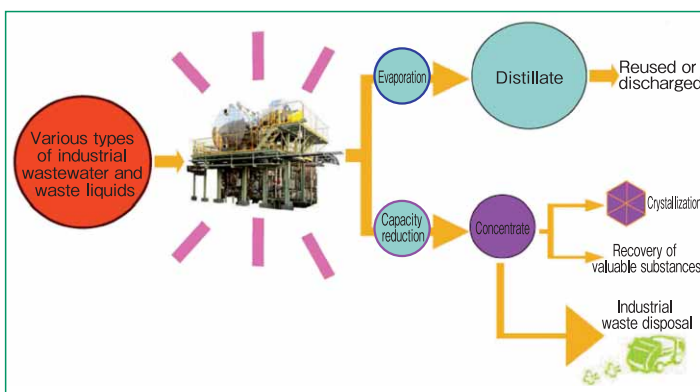 Various types
of industrial
wastewater and
waste liquids
Evaporation
Distillate
Reused or
discharged
Capacity
reduction
Concentrate
Crystallization
Recovery of
valuable substances
Industrial
waste disposal